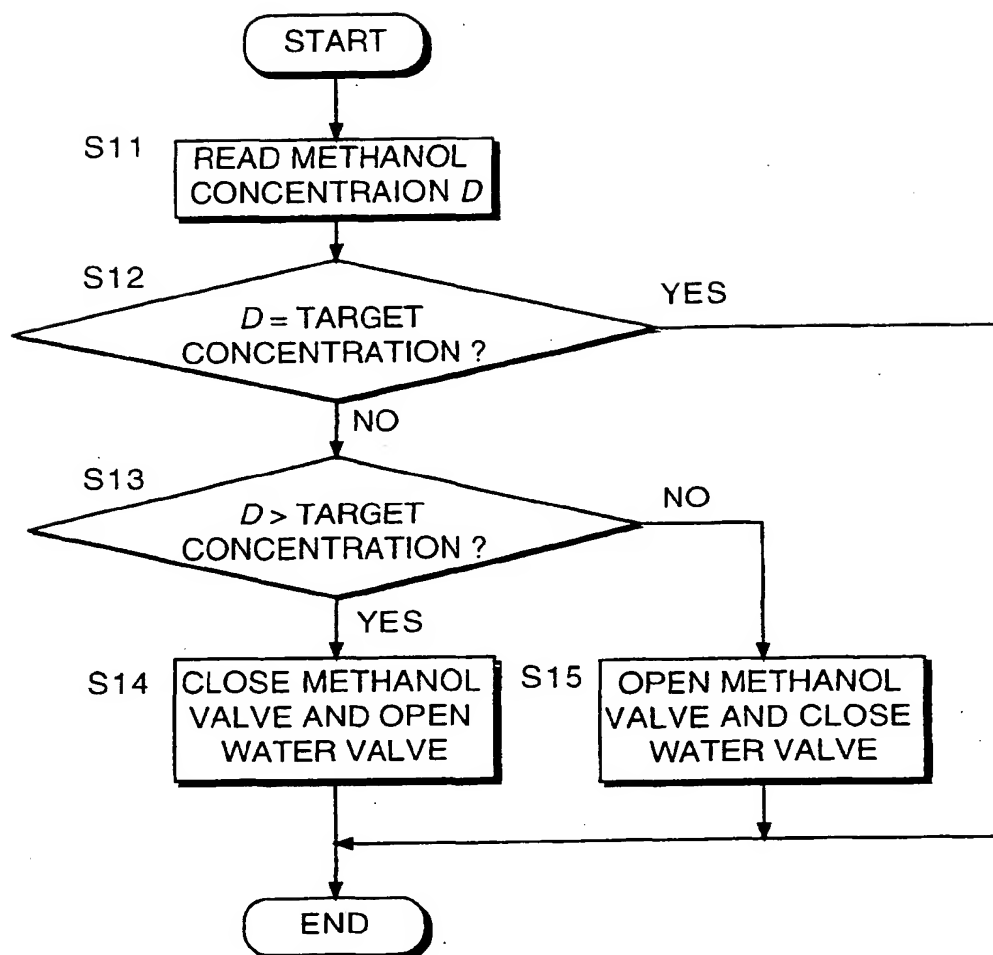 START
S11
READ METHANOL
CONCENTRAION D
S12
D = TARGET
CONCENTRATION ?
YES
NO
S13
D > TARGET
CONCENTRATION ?
NO
YES
S14
CLOSE METHANOL
VALVE AND OPEN
WATER VALVE
S15
OPEN METHANOL
VALVE AND CLOSE
WATER VALVE
END